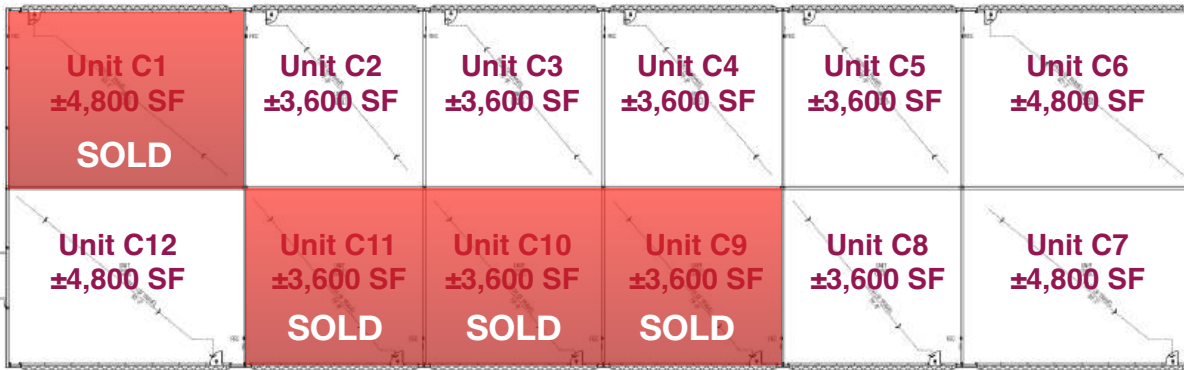 Unit C1
±4,800 SF
SOLD
Unit C2
±3,600 SF
Unit C3
±3,600 SF
Unit C4
±3,600 SF
Unit C5
±3,600 SF
Unit C6
±4,800 SF
Unit C12
±4,800 SF
Unit C11
±3,600 SF
SOLD
Unit C10
±3,600 SF
SOLD
Unit C9
±3,600 SF
SOLD
Unit C8
±3,600 SF
Unit C7
±4,800 SF